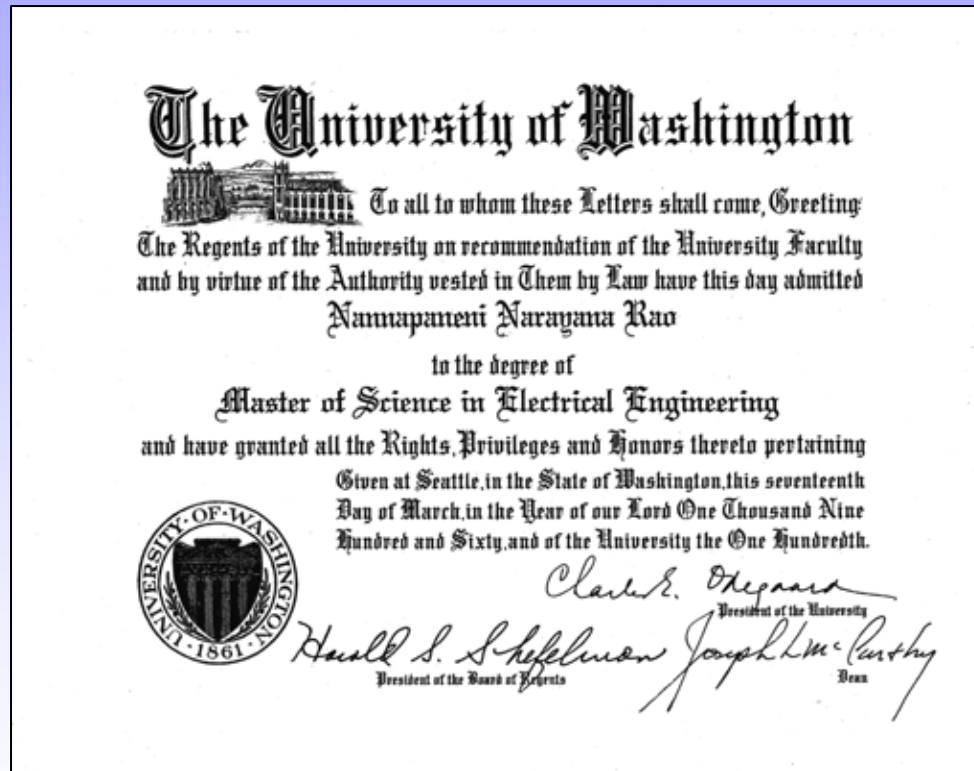 The University of Washington
To all to whom these Letters shall come, Greeting:
The Regents of the University on recommendation of the University Faculty
and by virtue of the Authority vested in Them by Law have this day admitted
Nannapaneni Narayana Rao
to the degree of
Master of Science in Electrical Engineering
and have granted all the Rights, Privileges and Honors thereto pertaining
Given at Seattle, in the State of Washington, this seventeenth
Day of March, in the Year of our Lord One Thousand Nine
Hundred and Sixty, and of the University the One Hundredth.
UNIVERSITY·OF·WASHINGTON
·1861·
Charles E. Odegaard
President of the University
Harold S. Shefelman
President of the Board of Regents
Joseph L McCarthy
Dean